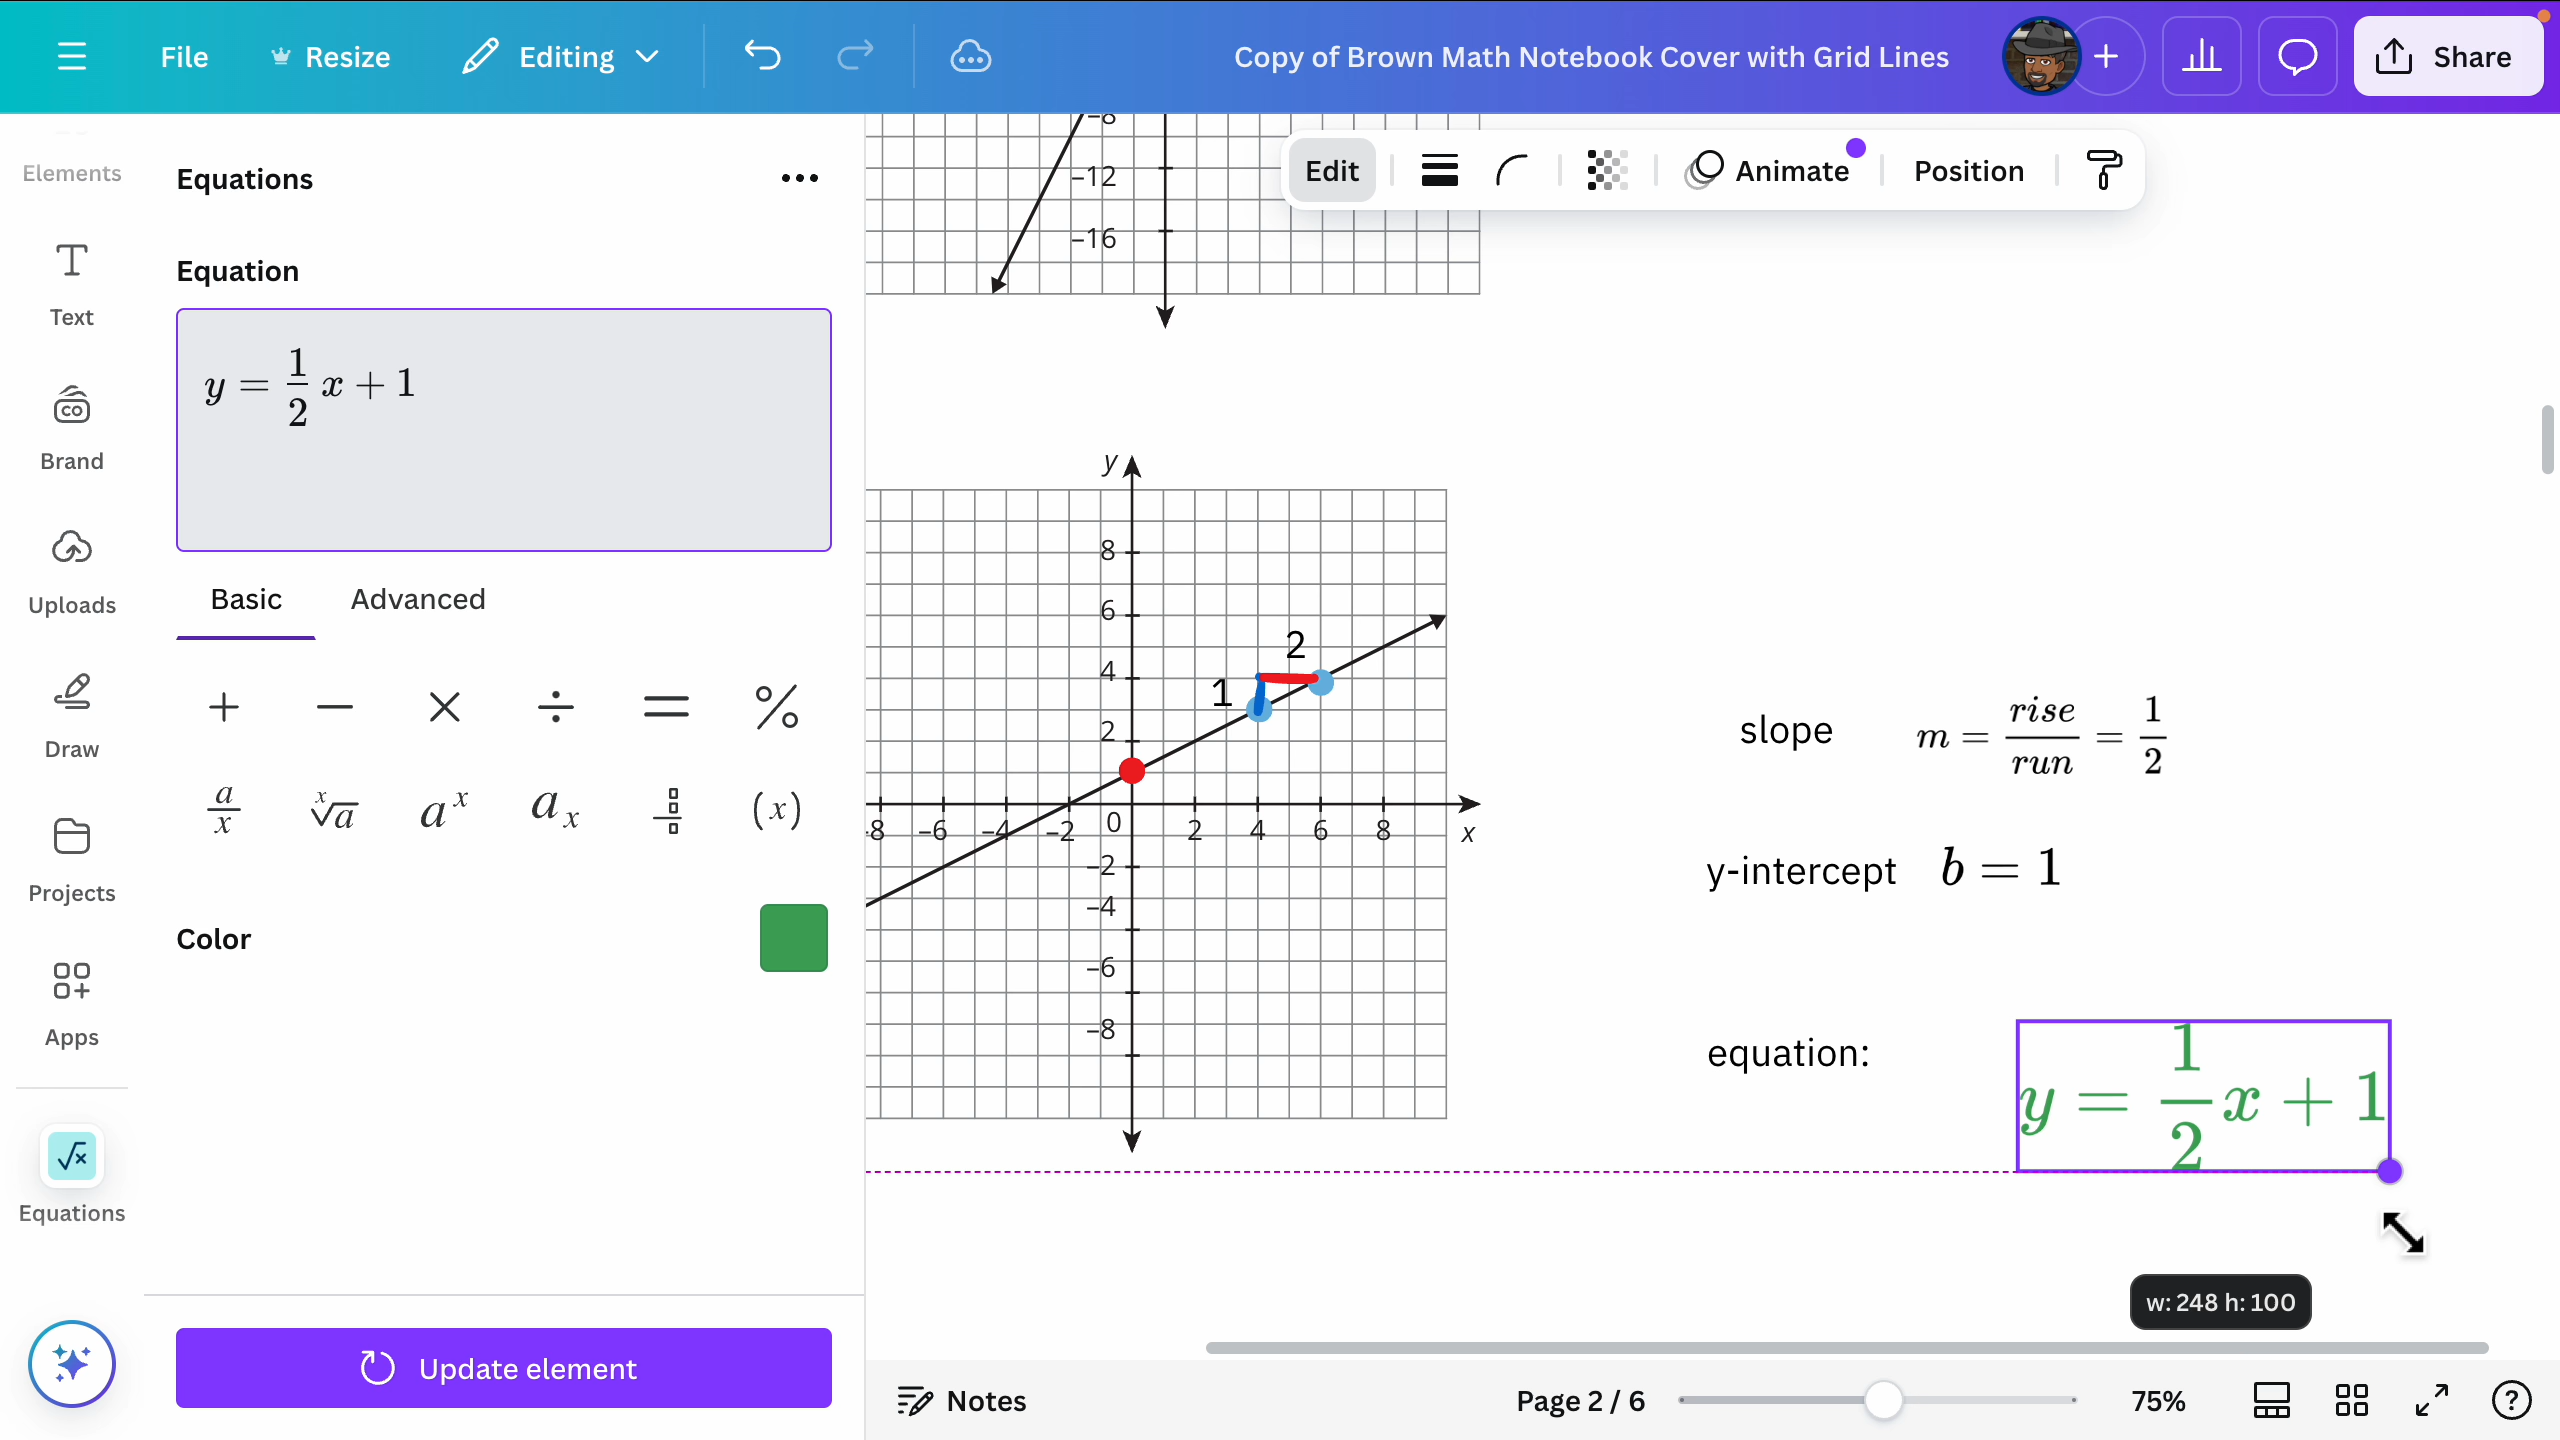 File Resize Editing Copy of Brown Math Notebook Cover with Grid Lines Share
Elements
Text
Brand
Uploads
Draw
Projects
Apps
Equations
Equations
Equation
y = 1/2 x + 1
Basic Advanced
+ − × ÷ = %
a/x ˣ√a aˣ aₓ (x)
Color
Update element
Edit Animate Position
−8
−12
−16
y
8
6
4
2
0
−2
−4
−6
−8
-8 −6 −4 −2 2 4 6 8 x
2
1
slope m = rise/run = 1/2
y-intercept b = 1
equation: y = 1/2 x + 1
w: 248 h: 100
Notes Page 2 / 6 75% ?